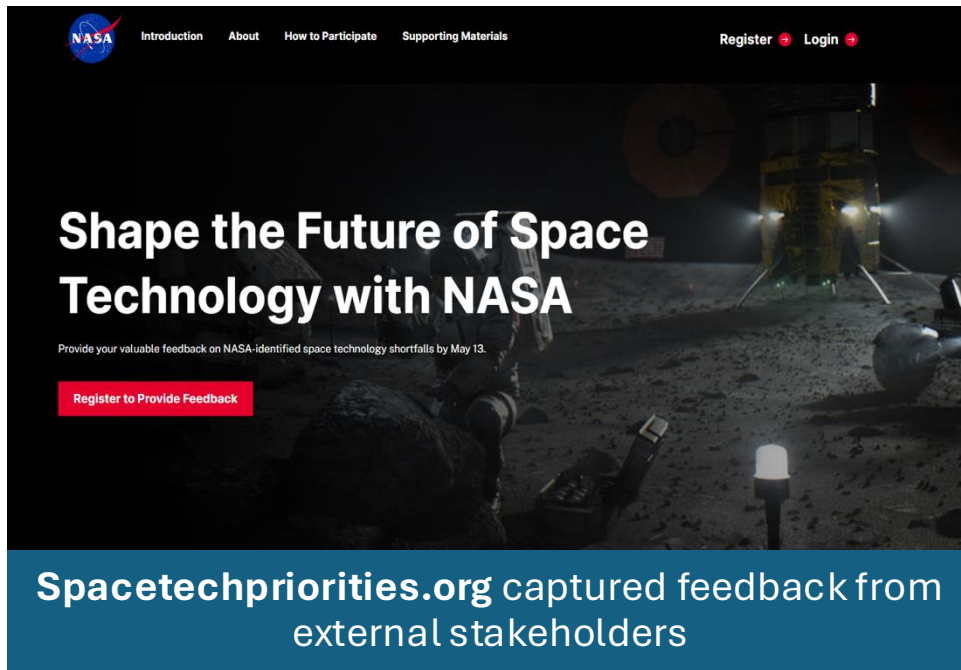 NASA
Introduction About How to Participate Supporting Materials Register Login
Shape the Future of Space
Technology with NASA
Provide your valuable feedback on NASA-identified space technology shortfalls by May 13.
Register to Provide Feedback
Spacetechpriorities.org captured feedback from
external stakeholders